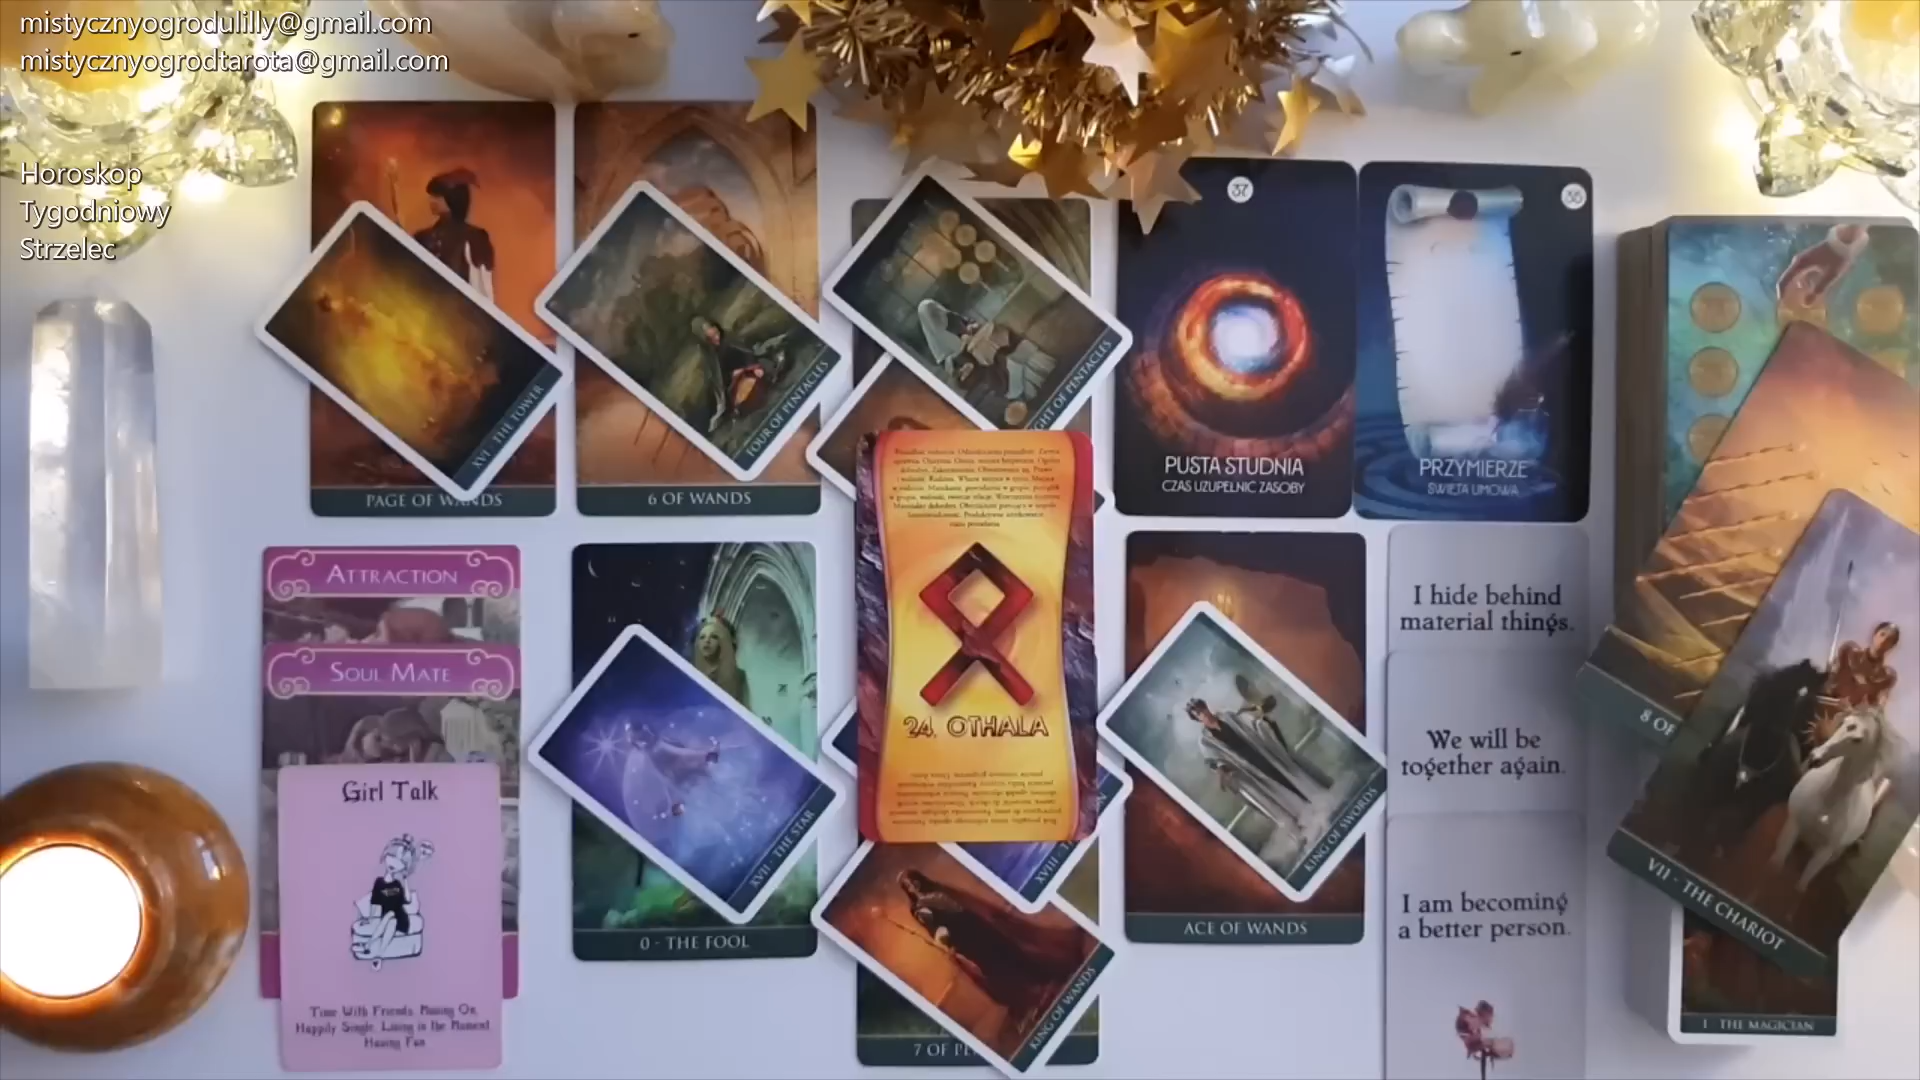 mistycznyogrodulilly@gmail.com
mistycznyogrodtarota@gmail.com
Horoskop
Tygodniowy
Strzelec
PAGE OF WANDS
XVI - THE TOWER
6 OF WANDS
FOUR OF PENTACLES
GHT OF PENTACLES
37
PUSTA STUDNIA
CZAS UZUPEŁNIĆ ZASOBY
38
PRZYMIERZE
ŚWIĘTA UMOWA
ATTRACTION
SOUL MATE
Girl Talk
Time With Friends, Moving On,
Happily Single, Living in the Moment
Having Fun
0 - THE FOOL
XVII - THE STAR
24. OTHALA
XVIII
KING OF WANDS
7 OF PE
ACE OF WANDS
KING OF SWORDS
I hide behind
material things.
We will be
together again.
I am becoming
a better person.
8 OF
VII - THE CHARIOT
I THE MAGICIAN